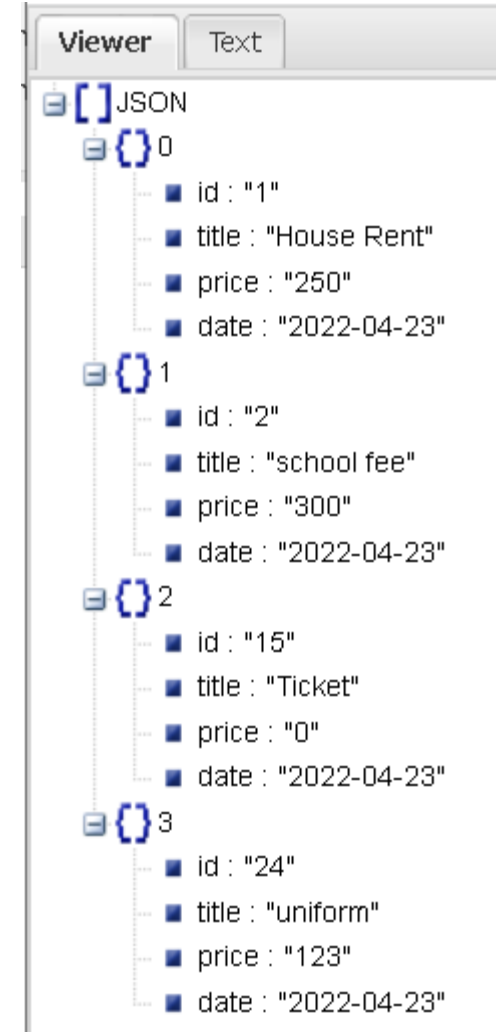 Viewer Text
[ ] JSON
{} 0
id : "1"
title : "House Rent"
price : "250"
date : "2022-04-23"
{} 1
id : "2"
title : "school fee"
price : "300"
date : "2022-04-23"
{} 2
id : "15"
title : "Ticket"
price : "0"
date : "2022-04-23"
{} 3
id : "24"
title : "uniform"
price : "123"
date : "2022-04-23"